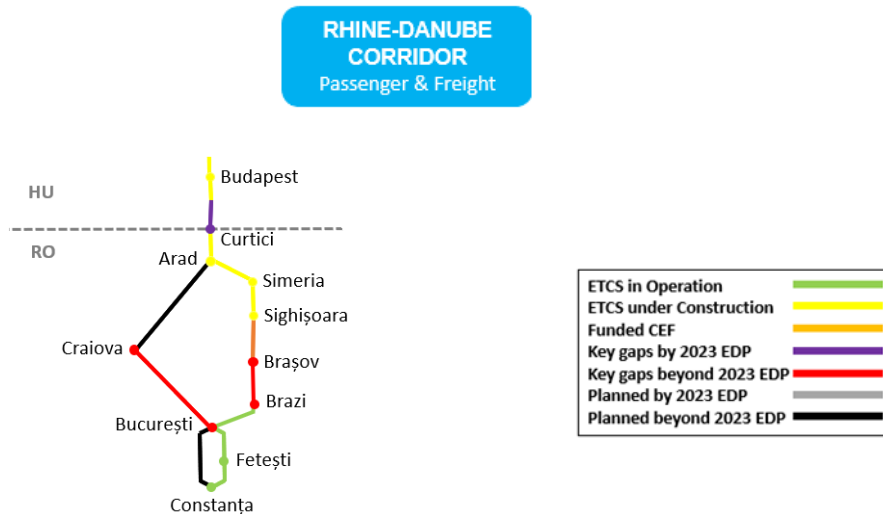 RHINE-DANUBE
CORRIDOR
Passenger & Freight
Budapest
HU
Curtici
RO
Arad
Simeria
Sighișoara
Craiova
Brașov
Brazi
București
Fetești
Constanța
ETCS in Operation
ETCS under Construction
Funded CEF
Key gaps by 2023 EDP
Key gaps beyond 2023 EDP
Planned by 2023 EDP
Planned beyond 2023 EDP